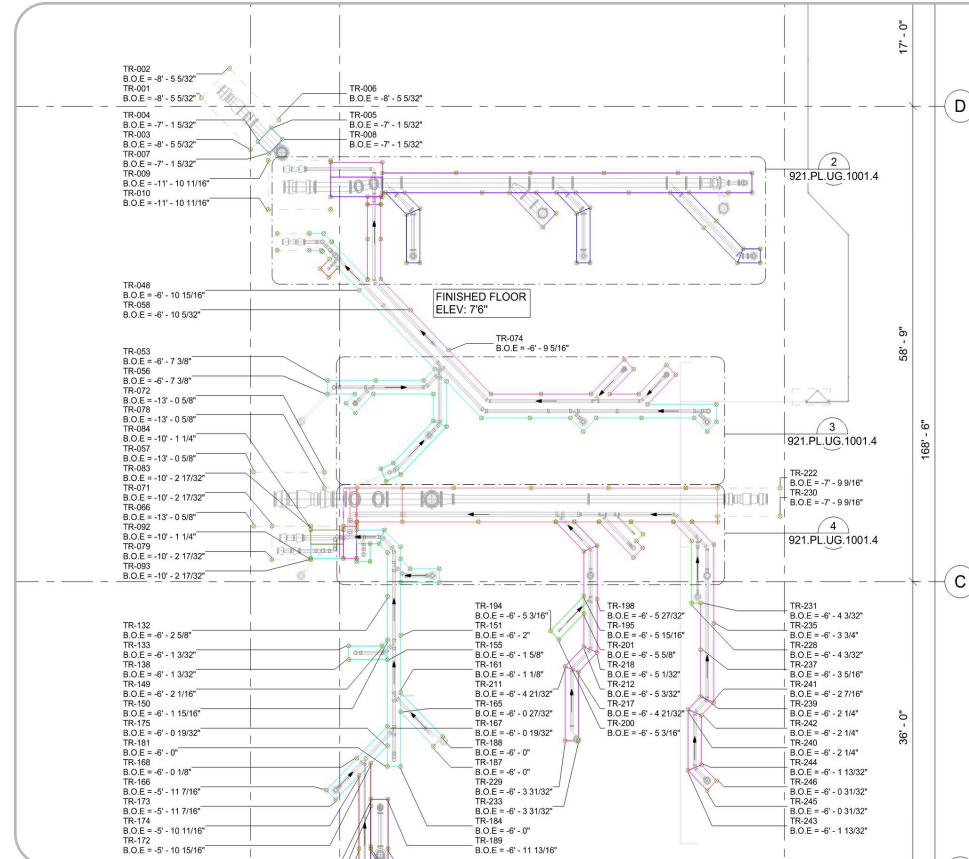 TR-002
B.O.E = -8' - 5 5/32"
TR-001
B.O.E = -8' - 5 5/32"
TR-004
B.O.E = -7' - 1 5/32"
TR-003
B.O.E = -8' - 5 5/32"
TR-007
B.O.E = -7' - 1 5/32"
TR-009
B.O.E = -11' - 10 11/16"
TR-010
B.O.E = -11' - 10 11/16"
TR-006
B.O.E = -8' - 5 5/32"
TR-005
B.O.E = -7' - 1 5/32"
TR-008
B.O.E = -7' - 1 5/32"
17' - 0"
D
2
921.PL.UG.1001.4
TR-048
B.O.E = -6' - 10 15/16"
TR-058
B.O.E = -6' - 10 5/32"
FINISHED FLOOR
ELEV: 7'6"
TR-074
B.O.E = -6' - 9 5/16"
58' - 9"
TR-053
B.O.E = -6' - 7 3/8"
TR-056
B.O.E = -6' - 7 3/8"
TR-072
B.O.E = -13' - 0 5/8"
TR-078
B.O.E = -13' - 0 5/8"
TR-084
B.O.E = -10' - 1 1/4"
TR-057
B.O.E = -13' - 0 5/8"
TR-083
B.O.E = -10' - 2 17/32"
TR-071
B.O.E = -10' - 2 17/32"
TR-066
B.O.E = -13' - 0 5/8"
TR-092
B.O.E = -10' - 1 1/4"
TR-079
B.O.E = -10' - 2 17/32"
TR-093
B.O.E = -10' - 2 17/32"
3
921.PL.UG.1001.4
168' - 6"
TR-222
B.O.E = -7' - 9 9/16"
TR-230
B.O.E = -7' - 9 9/16"
4
921.PL.UG.1001.4
C
TR-132
B.O.E = -6' - 2 5/8"
TR-133
B.O.E = -6' - 1 3/32"
TR-138
B.O.E = -6' - 1 3/32"
TR-149
B.O.E = -6' - 2 1/16"
TR-150
B.O.E = -6' - 1 15/16"
TR-175
B.O.E = -6' - 0 19/32"
TR-181
B.O.E = -6' - 0"
TR-168
B.O.E = -6' - 0 1/8"
TR-166
B.O.E = -5' - 11 7/16"
TR-173
B.O.E = -5' - 11 7/16"
TR-174
B.O.E = -5' - 10 11/16"
TR-172
B.O.E = -5' - 10 15/16"
TR-194
B.O.E = -6' - 5 3/16"
TR-151
B.O.E = -6' - 2"
TR-155
B.O.E = -6' - 1 5/8"
TR-161
B.O.E = -6' - 1 1/8"
TR-211
B.O.E = -6' - 4 21/32"
TR-165
B.O.E = -6' - 0 27/32"
TR-167
B.O.E = -6' - 0 19/32"
TR-188
B.O.E = -6' - 0"
TR-187
B.O.E = -6' - 0"
TR-229
B.O.E = -6' - 3 31/32"
TR-233
B.O.E = -6' - 3 31/32"
TR-184
B.O.E = -6' - 0"
TR-189
B.O.E = -6' - 11 13/16"
TR-198
B.O.E = -6' - 5 27/32"
TR-195
B.O.E = -6' - 5 15/16"
TR-201
B.O.E = -6' - 5 5/8"
TR-218
B.O.E = -6' - 5 1/32"
TR-212
B.O.E = -6' - 5 3/32"
TR-217
B.O.E = -6' - 4 21/32"
TR-200
B.O.E = -6' - 5 3/16"
TR-231
B.O.E = -6' - 4 3/32"
TR-235
B.O.E = -6' - 3 3/4"
TR-228
B.O.E = -6' - 4 3/32"
TR-237
B.O.E = -6' - 3 5/16"
TR-241
B.O.E = -6' - 2 7/16"
TR-239
B.O.E = -6' - 2 1/4"
TR-242
B.O.E = -6' - 2 1/4"
TR-240
B.O.E = -6' - 2 1/4"
TR-244
B.O.E = -6' - 1 13/32"
TR-246
B.O.E = -6' - 0 31/32"
TR-245
B.O.E = -6' - 0 31/32"
TR-243
B.O.E = -6' - 1 13/32"
36' - 0"